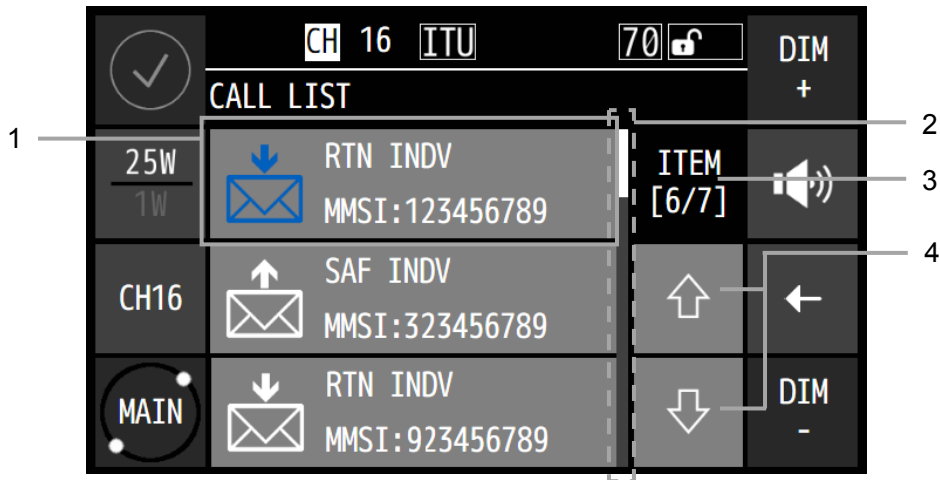 CH 16 ITU 70
DIM
+
CALL LIST
1
2
25W
1W
RTN INDV
MMSI:123456789
ITEM
[6/7]
3
4
CH16
SAF INDV
MMSI:323456789
MAIN
RTN INDV
MMSI:923456789
DIM
-